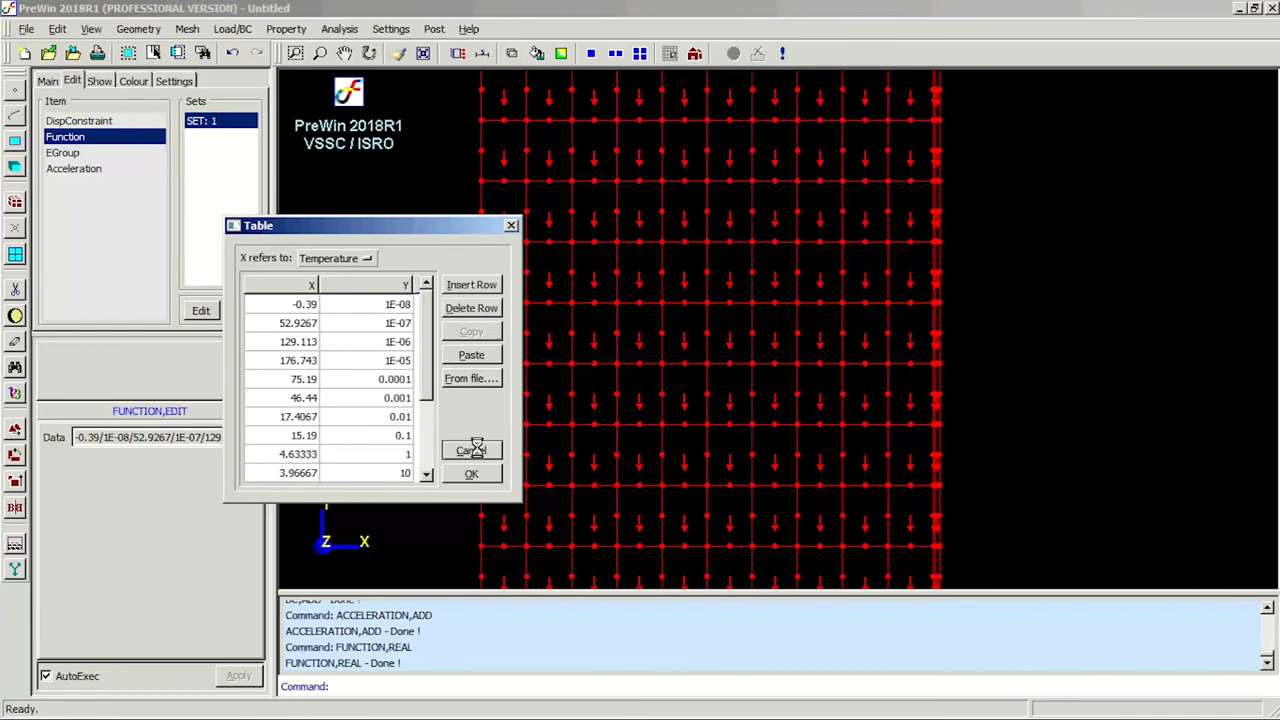 PreWin 2018R1 (PROFESSIONAL VERSION) - Untitled
File Edit View Geometry Mesh Load/BC Property Analysis Settings Post Help
Main Edit Show Colour Settings
Item
DispConstraint
Function
EGroup
Acceleration
Sets
SET: 1
Edit
PreWin 2018R1
VSSC / ISRO
Table
X refers to: Temperature
X Y
-0.39 1E-08
52.9267 1E-07
129.113 1E-06
176.743 1E-05
75.19 0.0001
46.44 0.001
17.4067 0.01
15.19 0.1
4.63333 1
3.96667 10
Insert Row
Delete Row
Copy
Paste
From file....
OK
FUNCTION,EDIT
Data -0.39/1E-08/52.9267/1E-07/129
Z X
BC,ADD - Done !
Command: ACCELERATION,ADD
ACCELERATION,ADD - Done !
Command: FUNCTION,REAL
FUNCTION,REAL - Done !
AutoExec Apply
Command:
Ready.